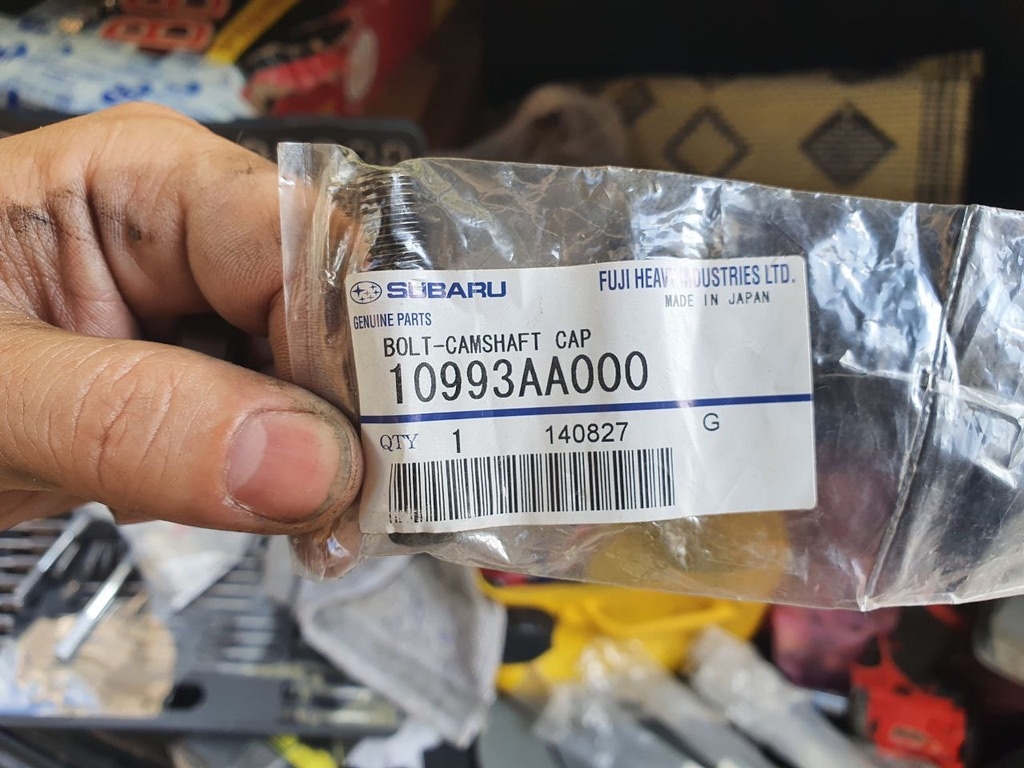 SUBARU
FUJI HEAVY INDUSTRIES LTD.
MADE IN JAPAN
GENUINE PARTS
BOLT-CAMSHAFT CAP
10993AA000
QTY 1 140827 G